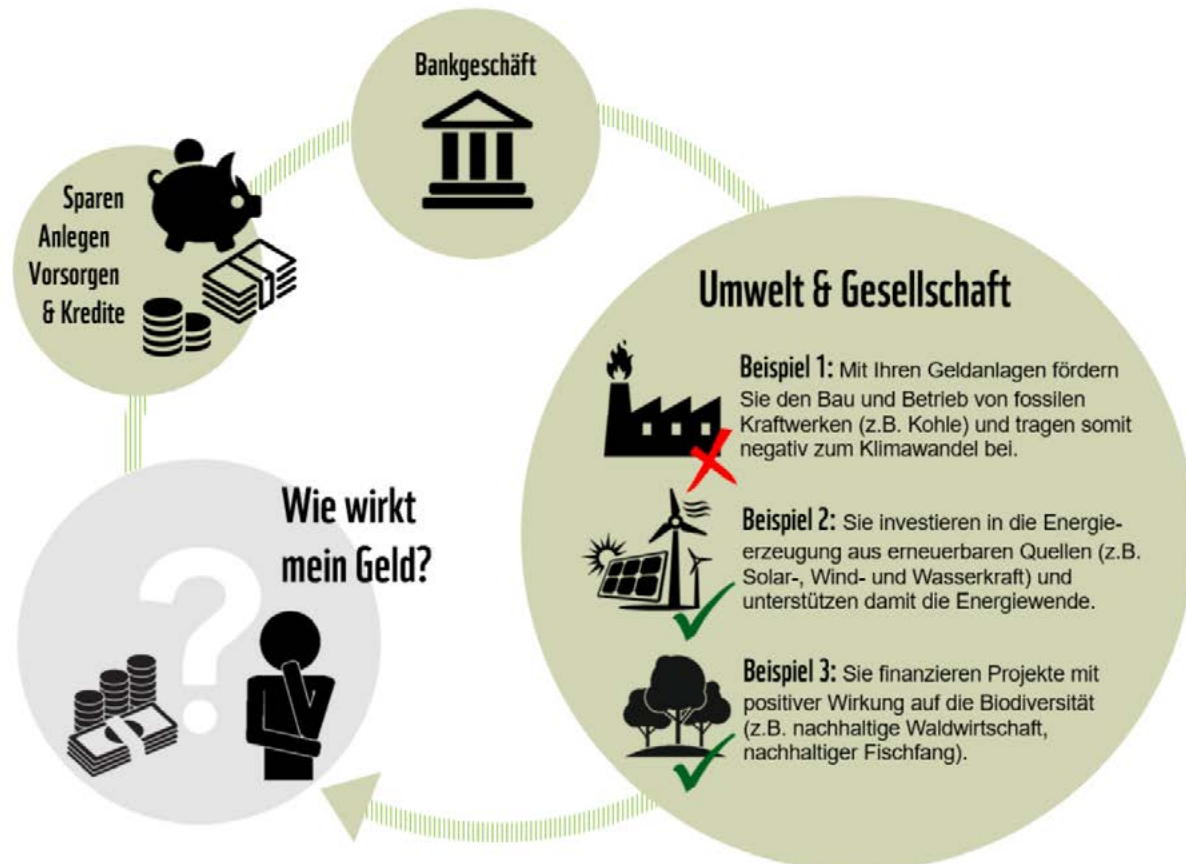 Bankgeschäft
Sparen
Anlegen
Vorsorgen
& Kredite
Umwelt & Gesellschaft
Beispiel 1: Mit Ihren Geldanlagen fördern
Sie den Bau und Betrieb von fossilen
Kraftwerken (z.B. Kohle) und tragen somit
negativ zum Klimawandel bei.
Beispiel 2: Sie investieren in die Energie-
erzeugung aus erneuerbaren Quellen (z.B.
Solar-, Wind- und Wasserkraft) und
unterstützen damit die Energiewende.
Beispiel 3: Sie finanzieren Projekte mit
positiver Wirkung auf die Biodiversität
(z.B. nachhaltige Waldwirtschaft,
nachhaltiger Fischfang).
Wie wirkt
mein Geld?
?